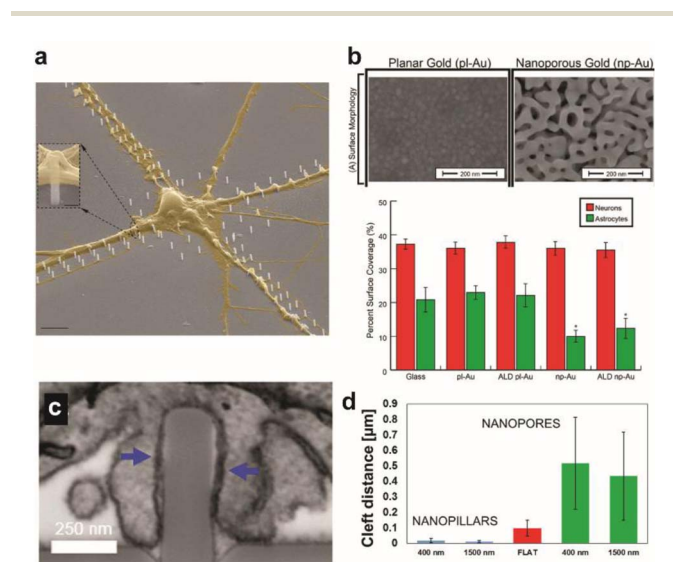 a
b
Planar Gold (pl-Au)
Nanoporous Gold (np-Au)
(A) Surface Morphology
200 nm
200 nm
Percent Surface Coverage (%)
50
40
30
20
10
0
Neurons
Astrocytes
*
*
Glass
pl-Au
ALD pl-Au
np-Au
ALD np-Au
c
250 nm
d
Cleft distance [μm]
0.9
0.8
0.7
0.6
0.5
0.4
0.3
0.2
0.1
0
NANOPORES
NANOPILLARS
400 nm
1500 nm
FLAT
400 nm
1500 nm